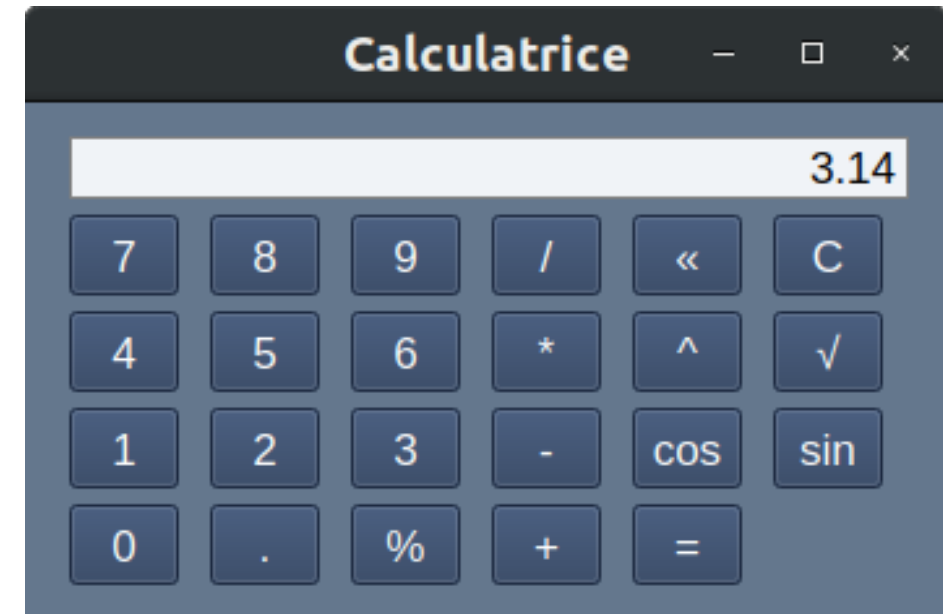 Calculatrice
3.14
7 8 9 / « C
4 5 6 * ^ √
1 2 3 - cos sin
0 . % + =